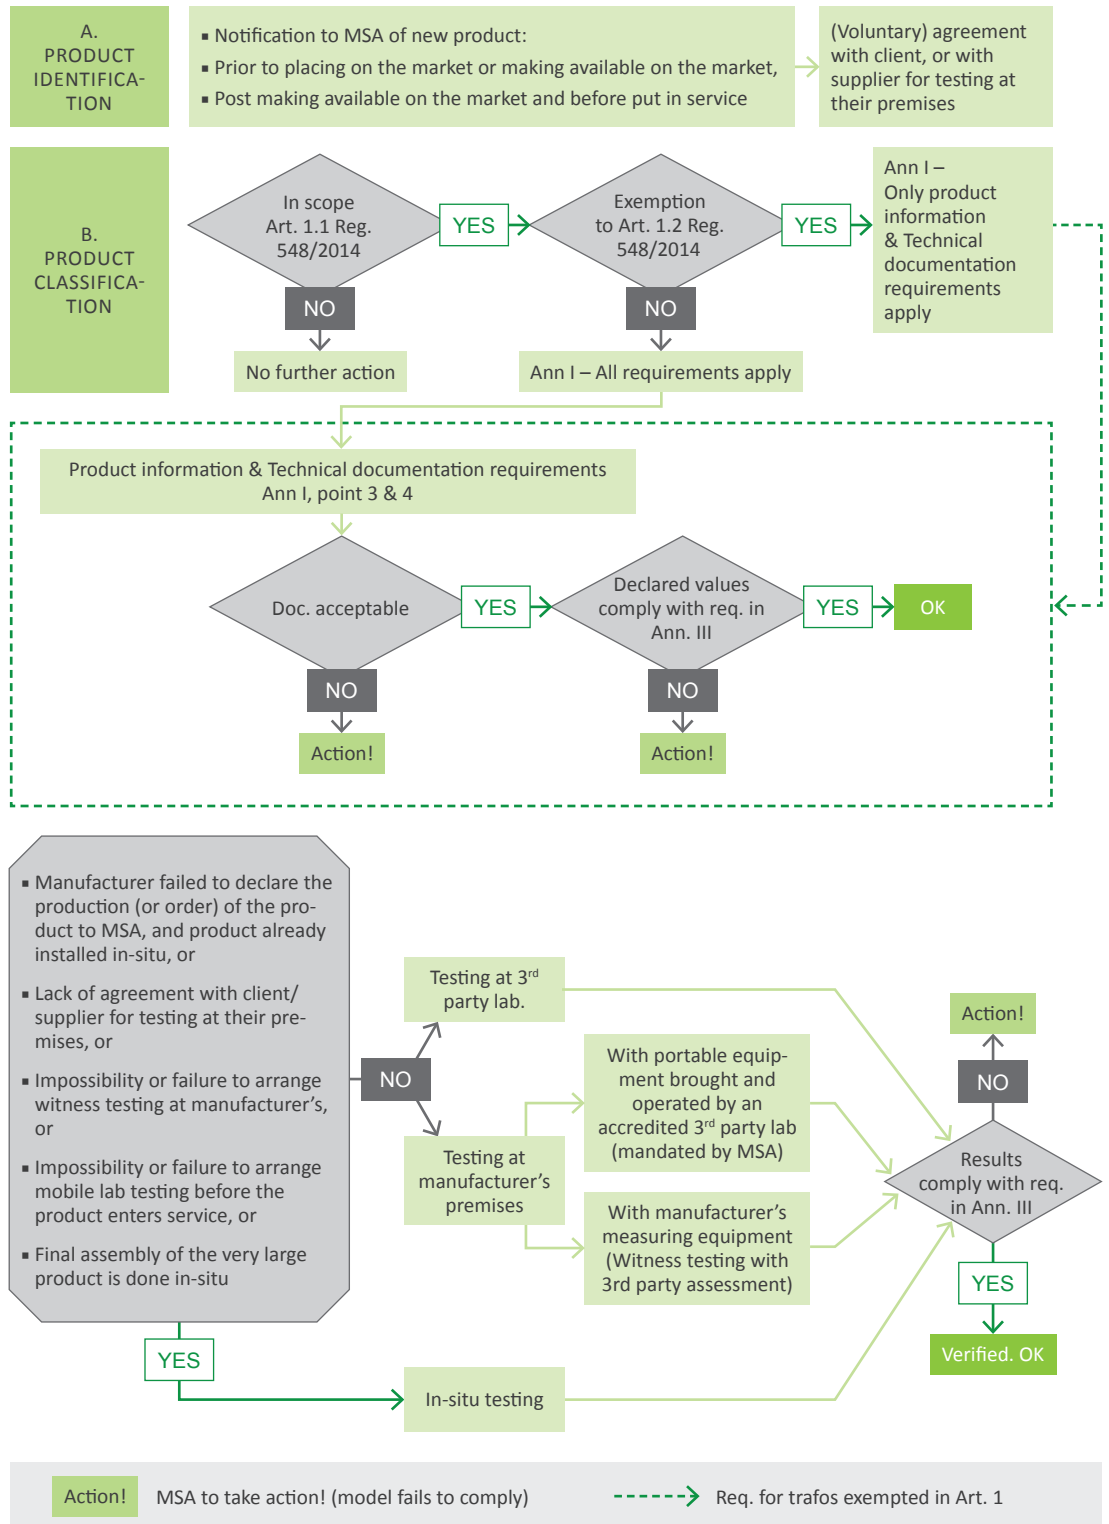 A.
PRODUCT
IDENTIFICA-
TION
▪ Notification to MSA of new product:
▪ Prior to placing on the market or making available on the market,
▪ Post making available on the market and before put in service
(Voluntary) agreement
with client, or with
supplier for testing at
their premises
B.
PRODUCT
CLASSIFICA-
TION
In scope
Art. 1.1 Reg.
548/2014
YES
Exemption
to Art. 1.2 Reg.
548/2014
YES
Ann I –
Only product
information
& Technical
documentation
requirements
apply
NO
NO
No further action
Ann I – All requirements apply
Product information & Technical documentation requirements
Ann I, point 3 & 4
Doc. acceptable
YES
Declared values
comply with req. in
Ann. III
YES
OK
NO
NO
Action!
Action!
▪ Manufacturer failed to declare the
production (or order) of the pro-
duct to MSA, and product already
installed in-situ, or
▪ Lack of agreement with client/
supplier for testing at their pre-
mises, or
▪ Impossibility or failure to arrange
witness testing at manufacturer's,
or
▪ Impossibility or failure to arrange
mobile lab testing before the
product enters service, or
▪ Final assembly of the very large
product is done in-situ
NO
YES
Testing at 3rd
party lab.
Testing at
manufacturer's
premises
With portable equip-
ment brought and
operated by an
accredited 3rd party lab
(mandated by MSA)
With manufacturer's
measuring equipment
(Witness testing with
3rd party assessment)
In-situ testing
Action!
NO
Results
comply with req.
in Ann. III
YES
Verified. OK
Action!
MSA to take action! (model fails to comply)
Req. for trafos exempted in Art. 1